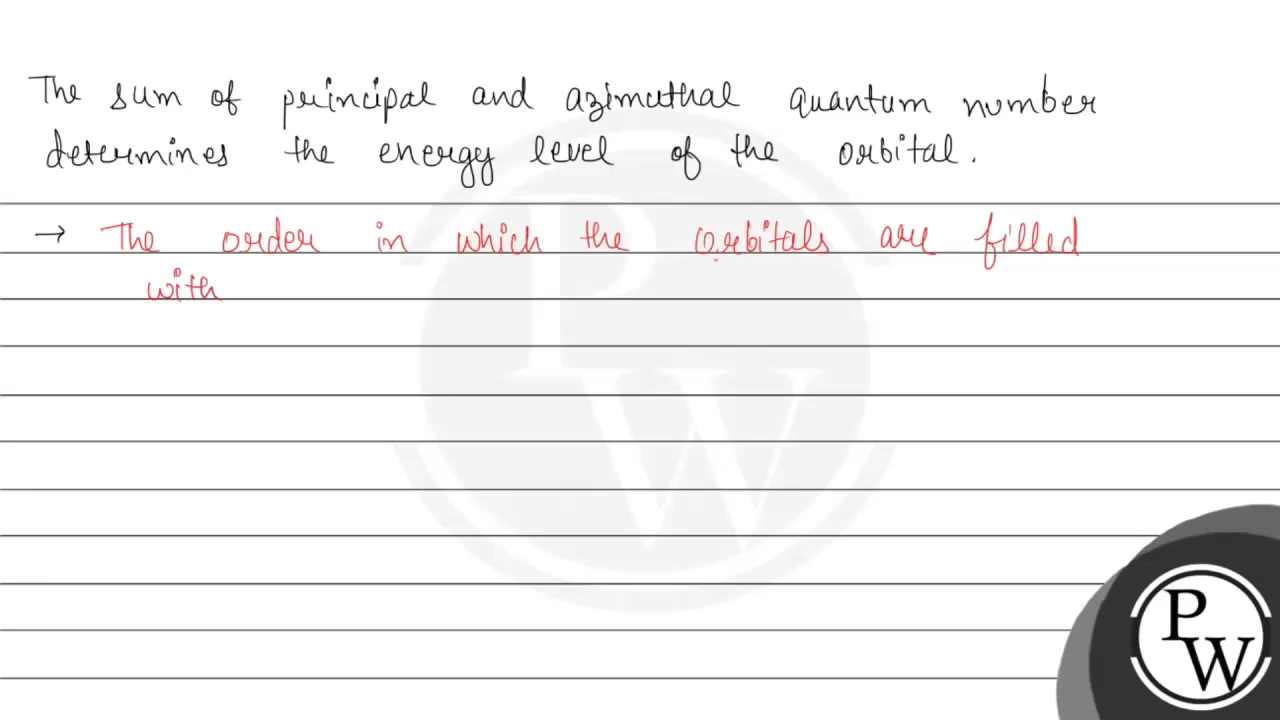 The sum of principal and azimuthal quantum number
determines the energy level of the orbital.
→ The order in which the orbitals are filled
with
P
W
P
W